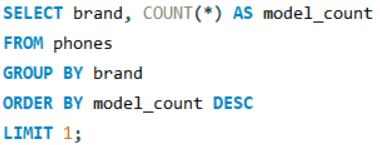 SELECT brand, COUNT(*) AS model_count
FROM phones
GROUP BY brand
ORDER BY model_count DESC
LIMIT 1;